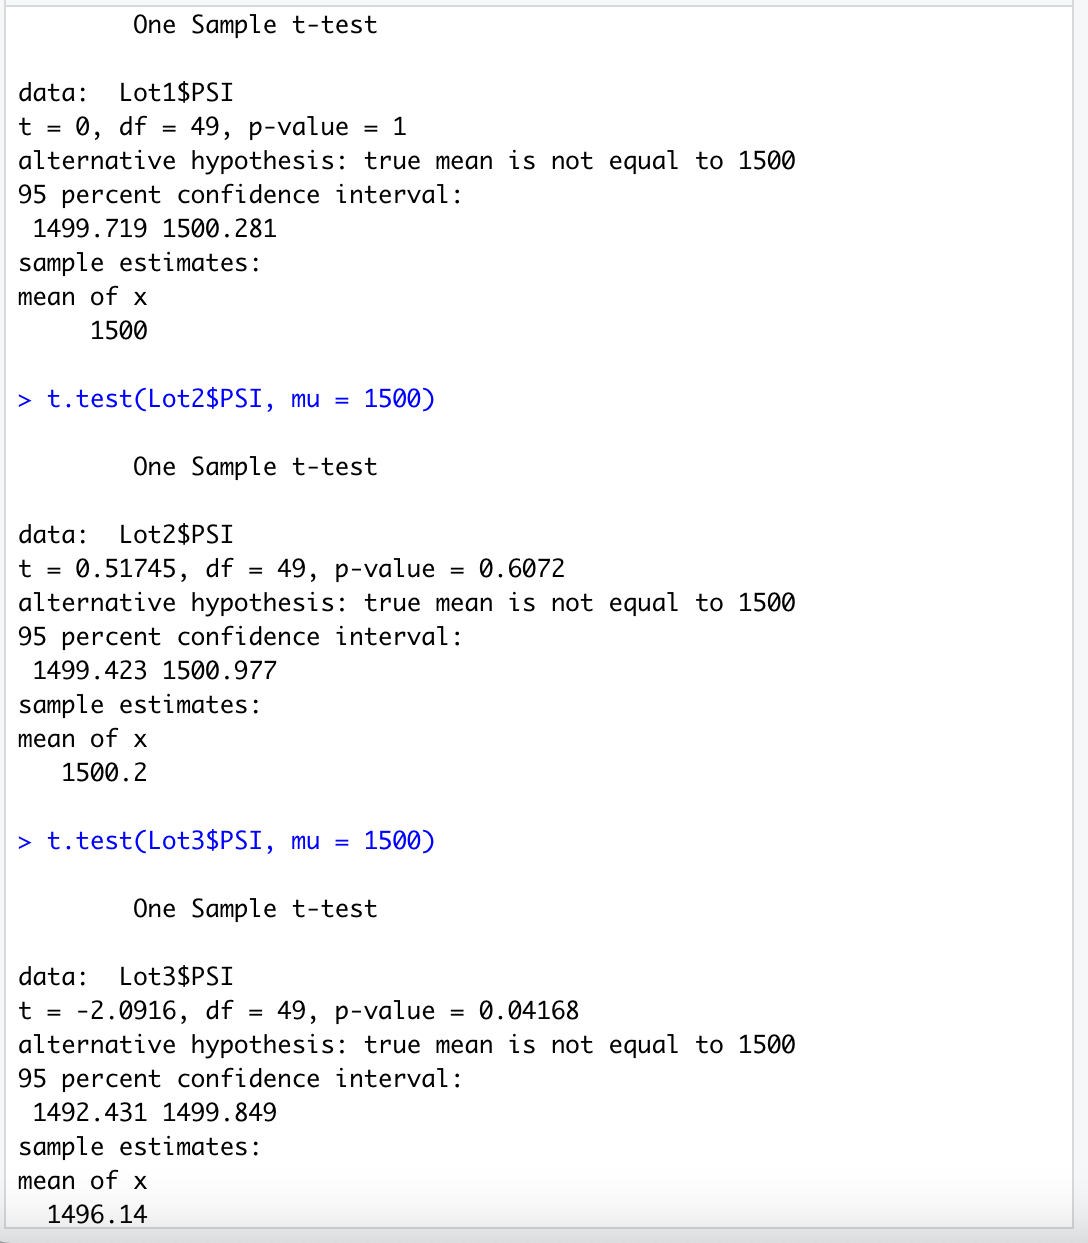 One Sample t-test
data:  Lot1$PSI
t = 0, df = 49, p-value = 1
alternative hypothesis: true mean is not equal to 1500
95 percent confidence interval:
 1499.719 1500.281
sample estimates:
mean of x
     1500
> t.test(Lot2$PSI, mu = 1500)
        One Sample t-test
data:  Lot2$PSI
t = 0.51745, df = 49, p-value = 0.6072
alternative hypothesis: true mean is not equal to 1500
95 percent confidence interval:
 1499.423 1500.977
sample estimates:
mean of x
   1500.2
> t.test(Lot3$PSI, mu = 1500)
        One Sample t-test
data:  Lot3$PSI
t = -2.0916, df = 49, p-value = 0.04168
alternative hypothesis: true mean is not equal to 1500
95 percent confidence interval:
 1492.431 1499.849
sample estimates:
mean of x
  1496.14